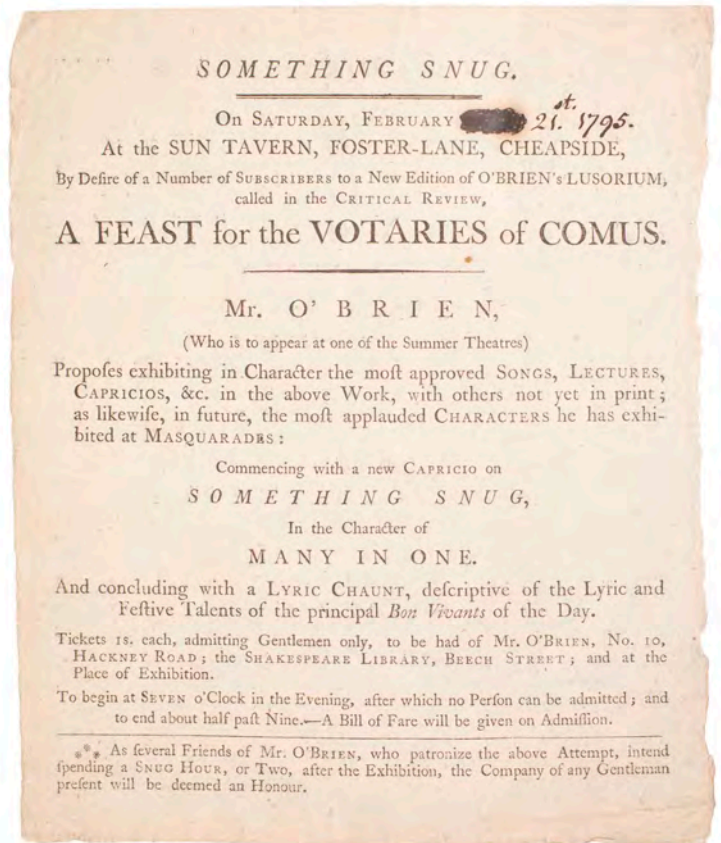 SOMETHING SNUG.
On SATURDAY, FEBRUARY 21.st. 1795.
At the SUN TAVERN, FOSTER-LANE, CHEAPSIDE,
By Deſire of a Number of SUBSCRIBERS to a New Edition of O'BRIEN's LUSORIUM,
called in the CRITICAL REVIEW,
A FEAST for the VOTARIES of COMUS.
Mr. O'BRIEN,
(Who is to appear at one of the Summer Theatres)
Propoſes exhibiting in Character the moſt approved SONGS, LECTURES,
CAPRICIOS, &c. in the above Work, with others not yet in print;
as likewiſe, in future, the moſt applauded CHARACTERS he has exhi-
bited at MASQUERADES:
Commencing with a new CAPRICIO on
SOMETHING SNUG,
In the Character of
MANY IN ONE.
And concluding with a LYRIC CHAUNT, deſcriptive of the Lyric and
Feſtive Talents of the principal Bon Vivants of the Day.
Tickets 1s. each, admitting Gentlemen only, to be had of Mr. O'BRIEN, No. 10,
HACKNEY ROAD; the SHAKESPEARE LIBRARY, BEECH STREET; and at the
Place of Exhibition.
To begin at SEVEN o'Clock in the Evening, after which no Perſon can be admitted; and
to end about half paſt Nine.—A Bill of Fare will be given on Admiſſion.
*** As ſeveral Friends of Mr. O'BRIEN, who patronize the above Attempt, intend
ſpending a SNUG HOUR, or Two, after the Exhibition, the Company of any Gentleman
preſent will be deemed an Honour.